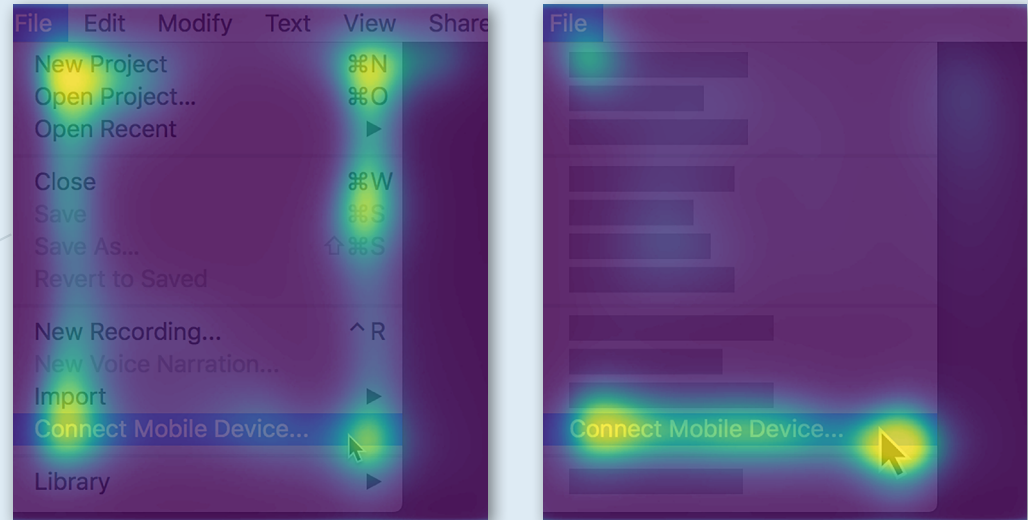 File Edit Modify Text View Share
New Project ⌘N
Open Project... ⌘O
Open Recent ▶
Close ⌘W
Save ⌘S
Save As... ⇧⌘S
Revert to Saved
New Recording... ^R
New Voice Narration...
Import ▶
Connect Mobile Device...
Library ▶
File
Connect Mobile Device...